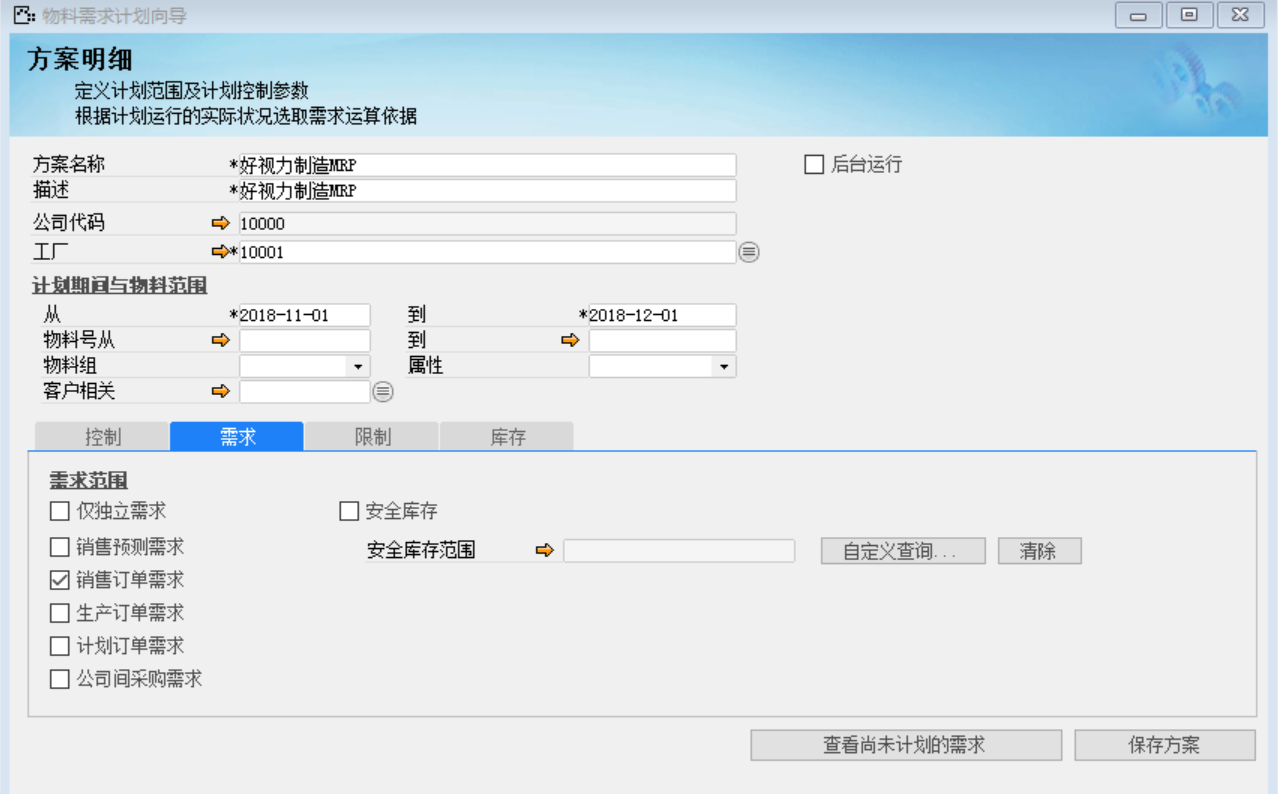 物料需求计划向导
方案明细
定义计划范围及计划控制参数
根据计划运行的实际状况选取需求运算依据
方案名称 *好视力制造MRP 后台运行
描述 *好视力制造MRP
公司代码 10000
工厂 *10001
计划期间与物料范围
从 *2018-11-01 到 *2018-12-01
物料号从 到
物料组 属性
客户相关
控制 需求 限制 库存
需求范围
仅独立需求 安全库存
销售预测需求 安全库存范围 自定义查询... 清除
销售订单需求
生产订单需求
计划订单需求
公司间采购需求
查看尚未计划的需求 保存方案